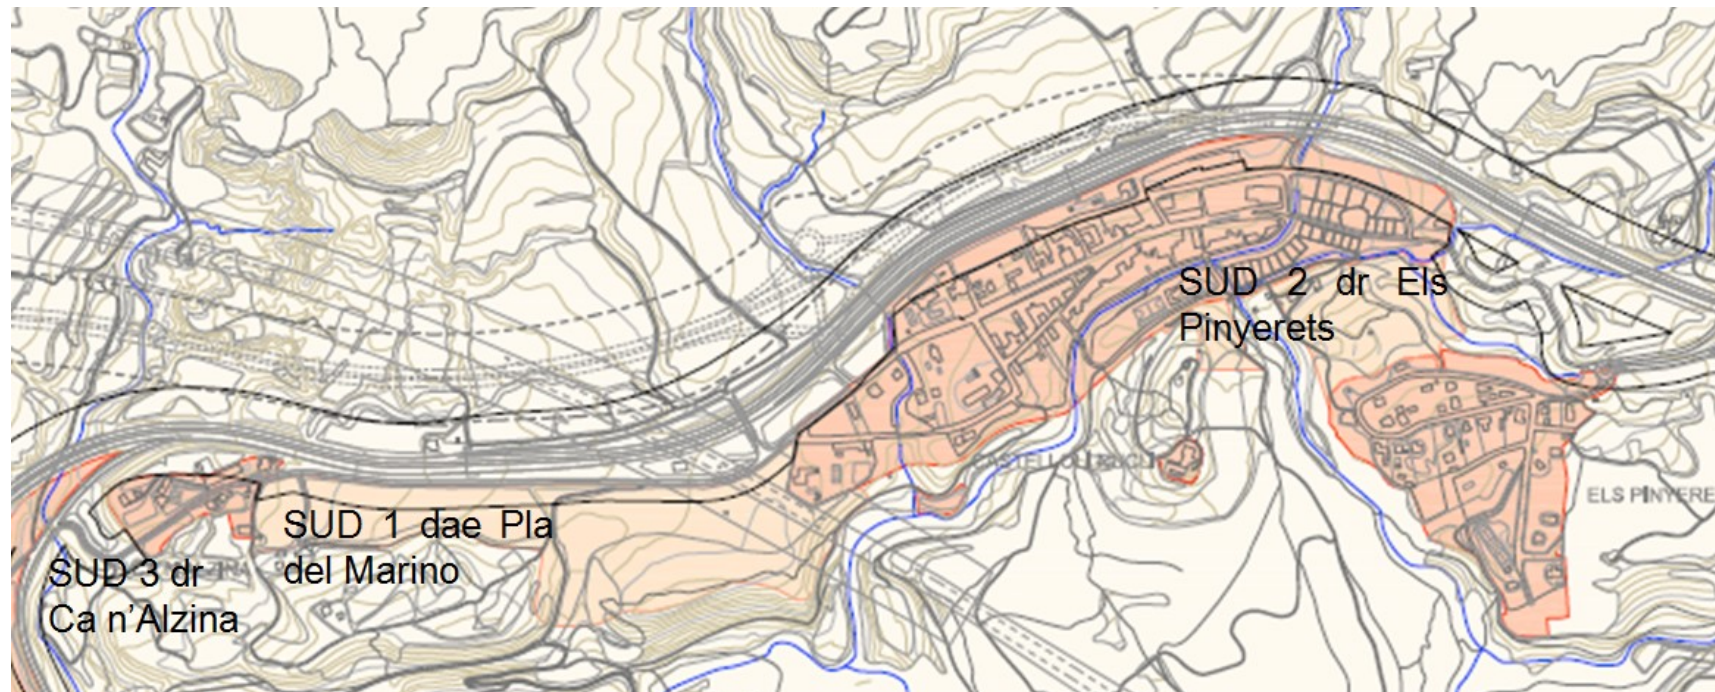 SUD 2 dr Els
Pinyerets
ELS PINYERE
SUD 1 dae Pla
del Marino
SUD 3 dr
Ca n'Alzina